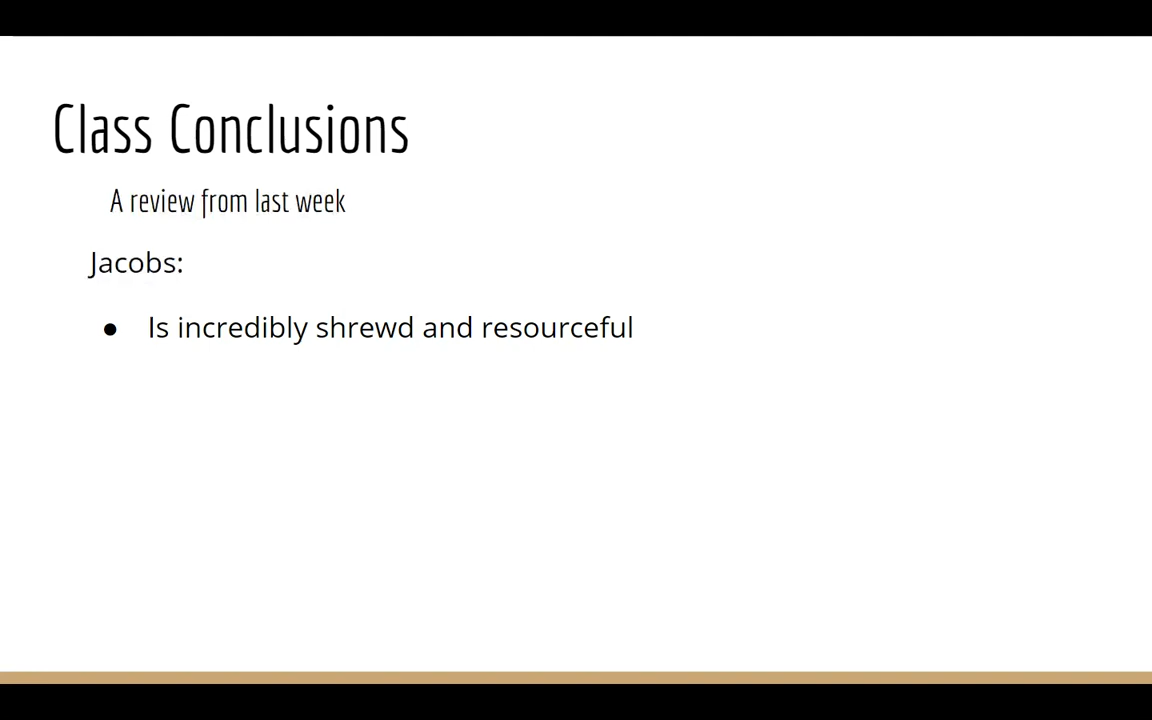 Class Conclusions
A review from last week
Jacobs:
● Is incredibly shrewd and resourceful